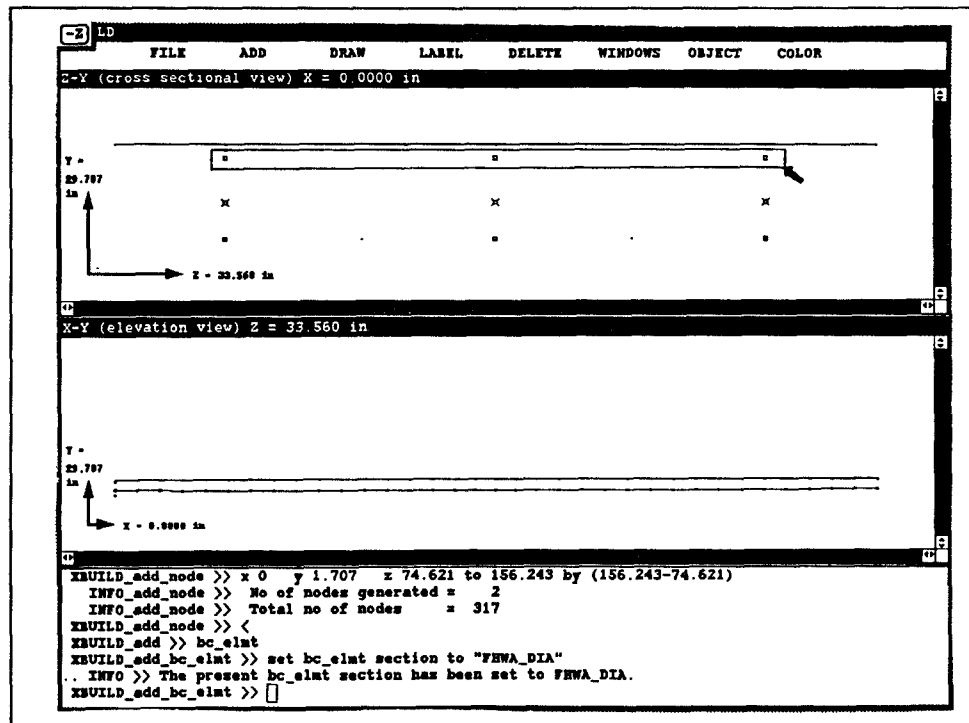 -Z LD
FILE ADD DRAW LABEL DELETE WINDOWS OBJECT COLOR
Z-Y (cross sectional view) X = 0.0000 in
Y =
29.707
in
Z = 33.560 in
X-Y (elevation view) Z = 33.560 in
Y =
29.707
in
X = 0.0000 in
XBUILD_add_node >> x 0 y 1.707 z 74.621 to 156.243 by (156.243-74.621)
INFO_add_node >> No of nodes generated = 2
INFO_add_node >> Total no of nodes = 317
XBUILD_add_node >> <
XBUILD_add >> bc_elmt
XBUILD_add_bc_elmt >> set bc_elmt section to "FHWA_DIA"
.. INFO >> The present bc_elmt section has been set to FHWA_DIA.
XBUILD_add_bc_elmt >>